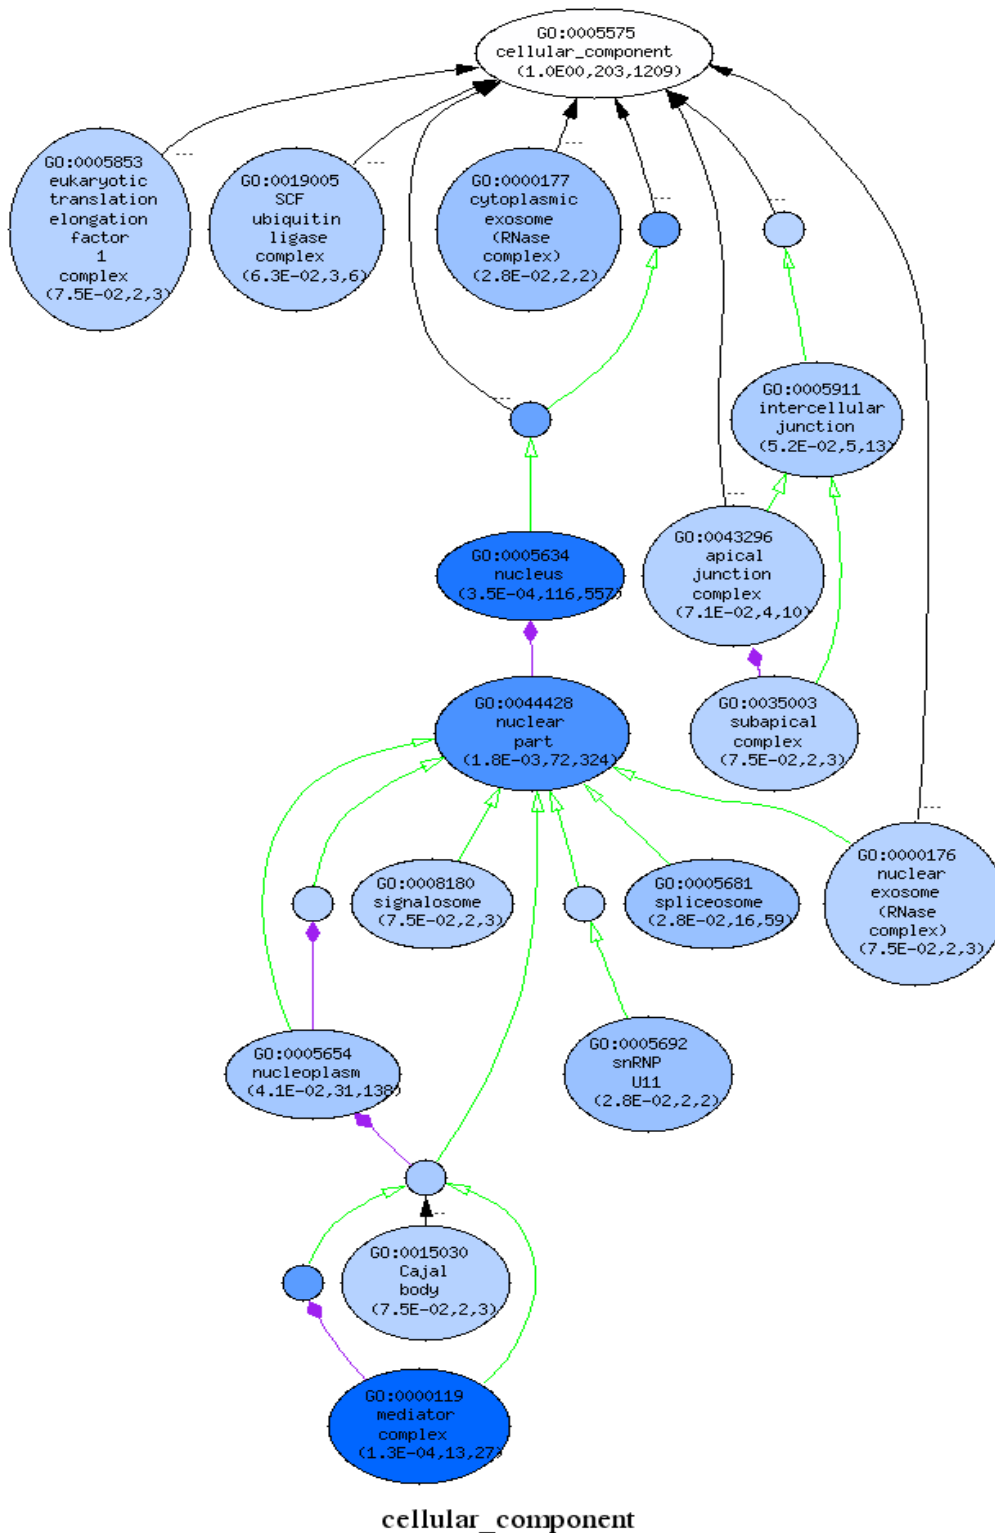 GO:0005575
cellular_component
(1.0E00,203,1209)
GO:0005853
eukaryotic
translation
elongation
factor
1
complex
(7.5E-02,2,3)
---
GO:0019005
SCF
ubiquitin
ligase
complex
(6.3E-02,3,6)
---
GO:0000177
cytoplasmic
exosome
(RNase
complex)
(2.8E-02,2,2)
---
---
---
GO:0005911
intercellular
junction
(5.2E-02,5,13)
---
GO:0005634
nucleus
(3.5E-04,116,557)
---
GO:0043296
apical
junction
complex
(7.1E-02,4,10)
GO:0044428
nuclear
part
(1.8E-03,72,324)
GO:0035003
subapical
complex
(7.5E-02,2,3)
---
GO:0008180
signalosome
(7.5E-02,2,3)
GO:0005681
spliceosome
(2.8E-02,16,59)
GO:0000176
nuclear
exosome
(RNase
complex)
(7.5E-02,2,3)
GO:0005654
nucleoplasm
(4.1E-02,31,138)
GO:0005692
snRNP
U11
(2.8E-02,2,2)
---
GO:0015030
Cajal
body
(7.5E-02,2,3)
GO:0000119
mediator
complex
(1.3E-04,13,27)
cellular_component